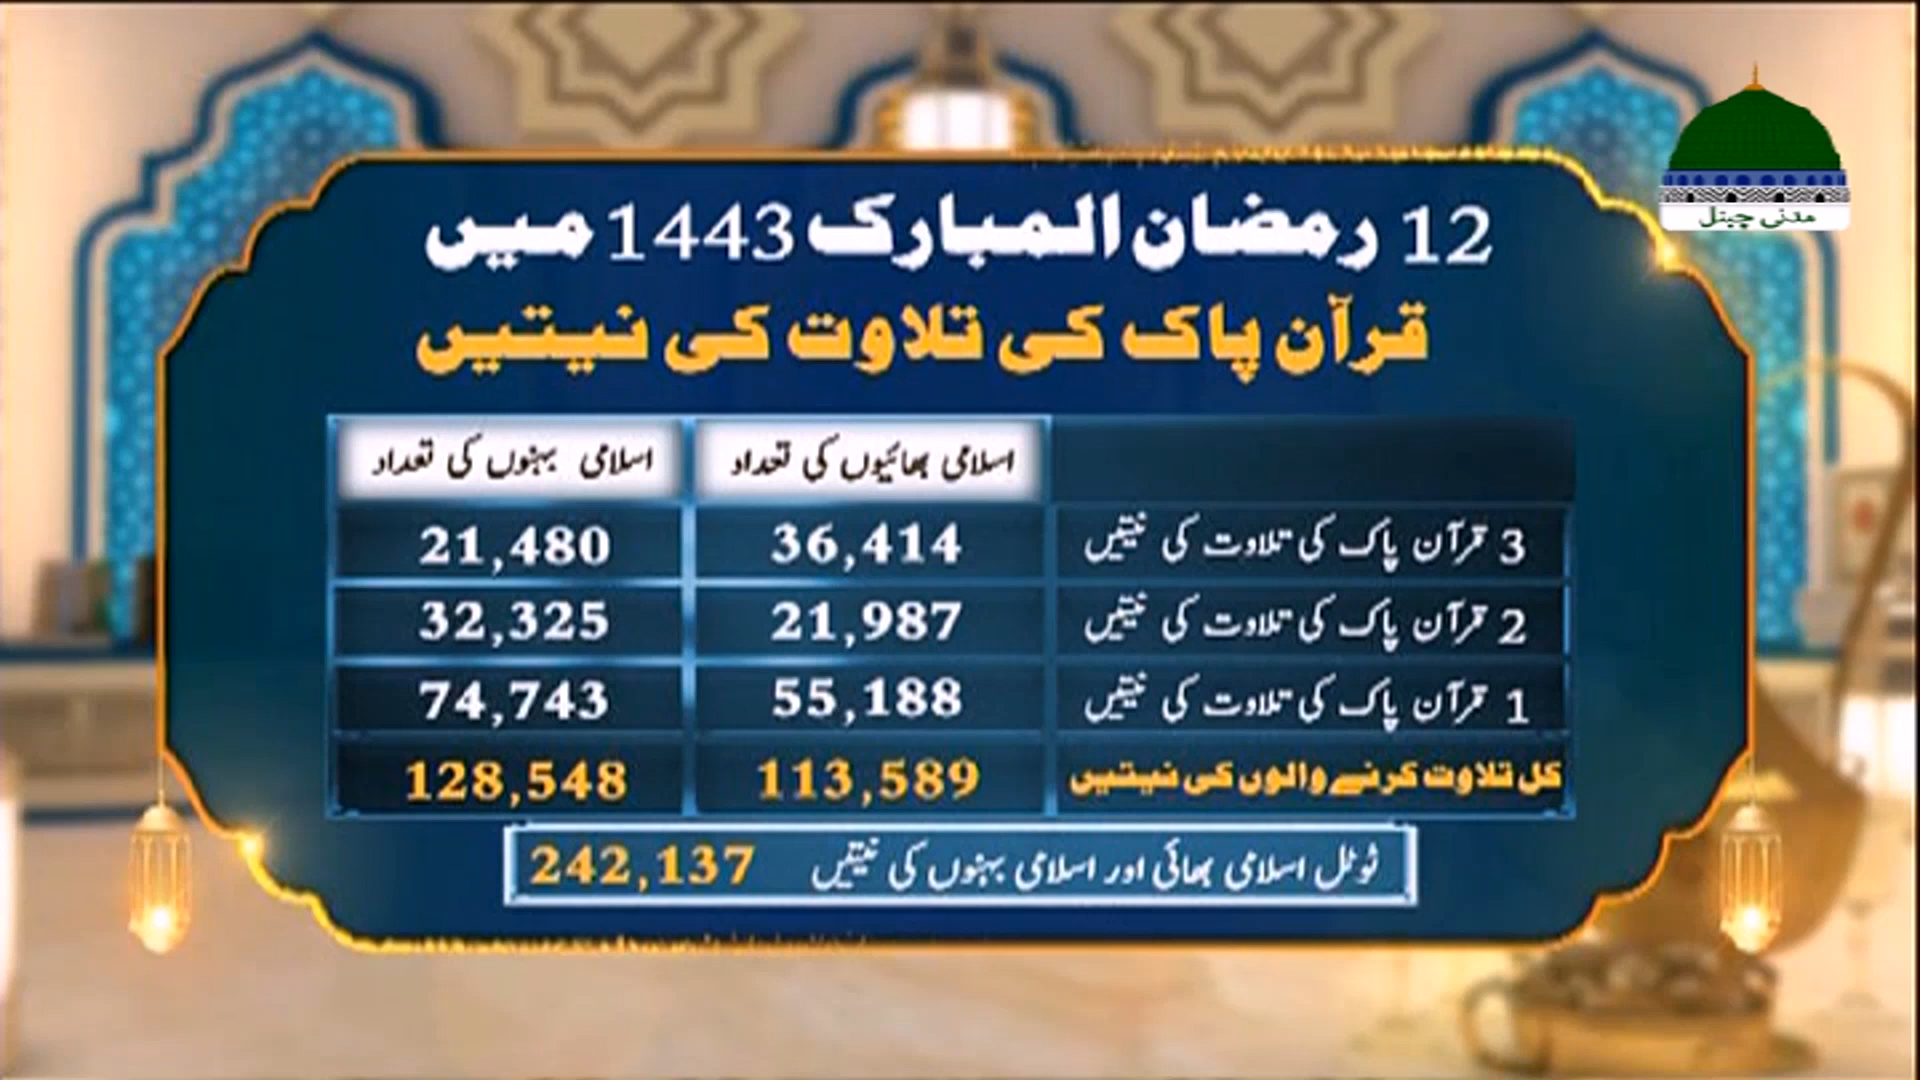 مدنی چینل
12 رمضان المبارک 1443 میں
قرآن پاک کی تلاوت کی نیتیں
اسلامی بھائیوں کی تعداد اسلامی بہنوں کی تعداد
3 قرآن پاک کی تلاوت کی نیتیں 36,414 21,480
2 قرآن پاک کی تلاوت کی نیتیں 21,987 32,325
1 قرآن پاک کی تلاوت کی نیتیں 55,188 74,743
کل تلاوت کرنے والوں کی نیتیں 113,589 128,548
ٹوٹل اسلامی بھائی اور اسلامی بہنوں کی نیتیں 242,137